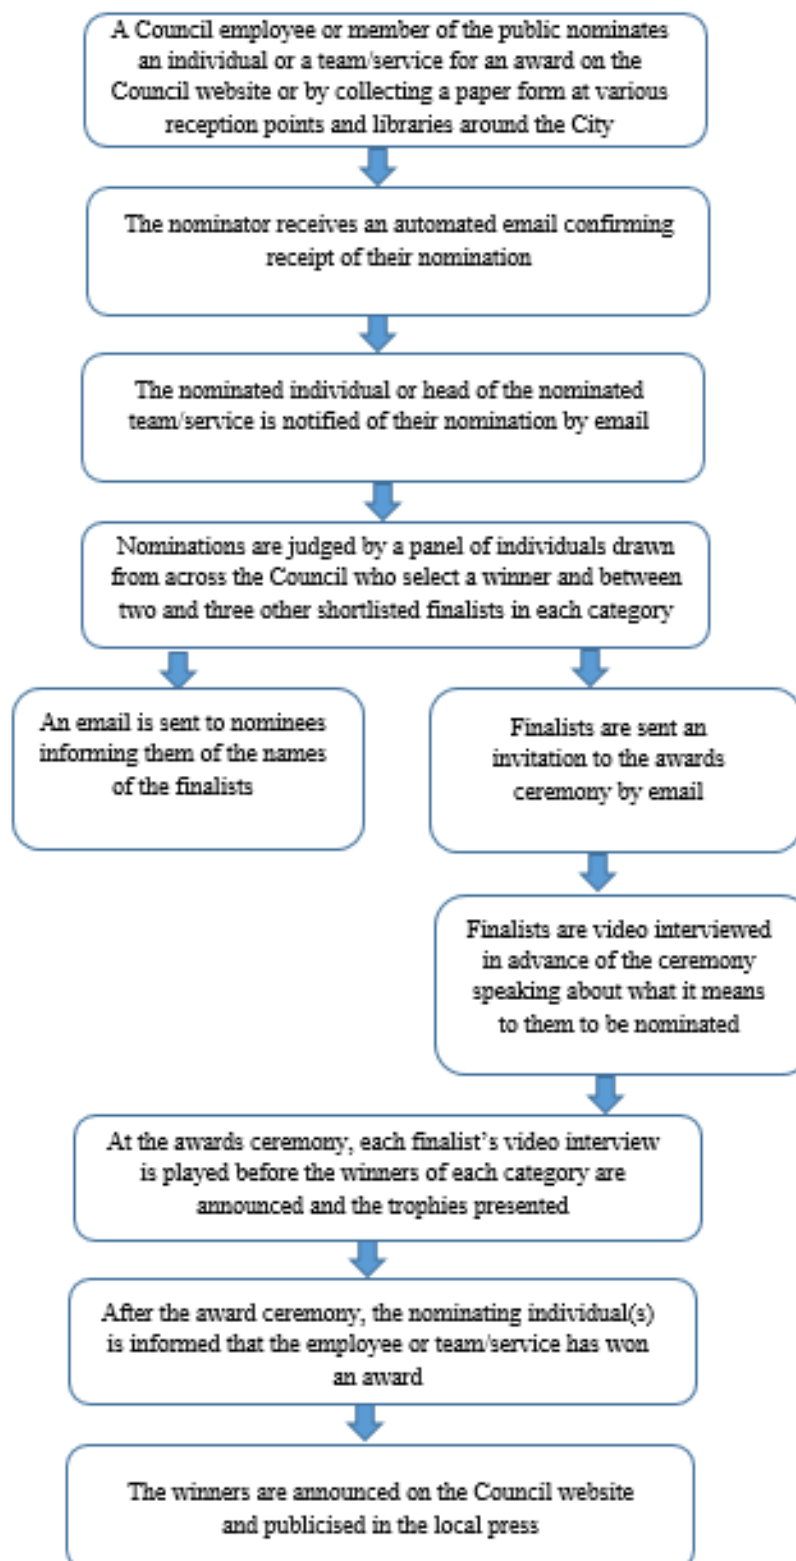 A Council employee or member of the public nominates
an individual or a team/service for an award on the
Council website or by collecting a paper form at various
reception points and libraries around the City
The nominator receives an automated email confirming
receipt of their nomination
The nominated individual or head of the nominated
team/service is notified of their nomination by email
Nominations are judged by a panel of individuals drawn
from across the Council who select a winner and between
two and three other shortlisted finalists in each category
An email is sent to nominees
informing them of the names
of the finalists
Finalists are sent an
invitation to the awards
ceremony by email
Finalists are video interviewed
in advance of the ceremony
speaking about what it means
to them to be nominated
At the awards ceremony, each finalist’s video interview
is played before the winners of each category are
announced and the trophies presented
After the award ceremony, the nominating individual(s)
is informed that the employee or team/service has won
an award
The winners are announced on the Council website
and publicised in the local press